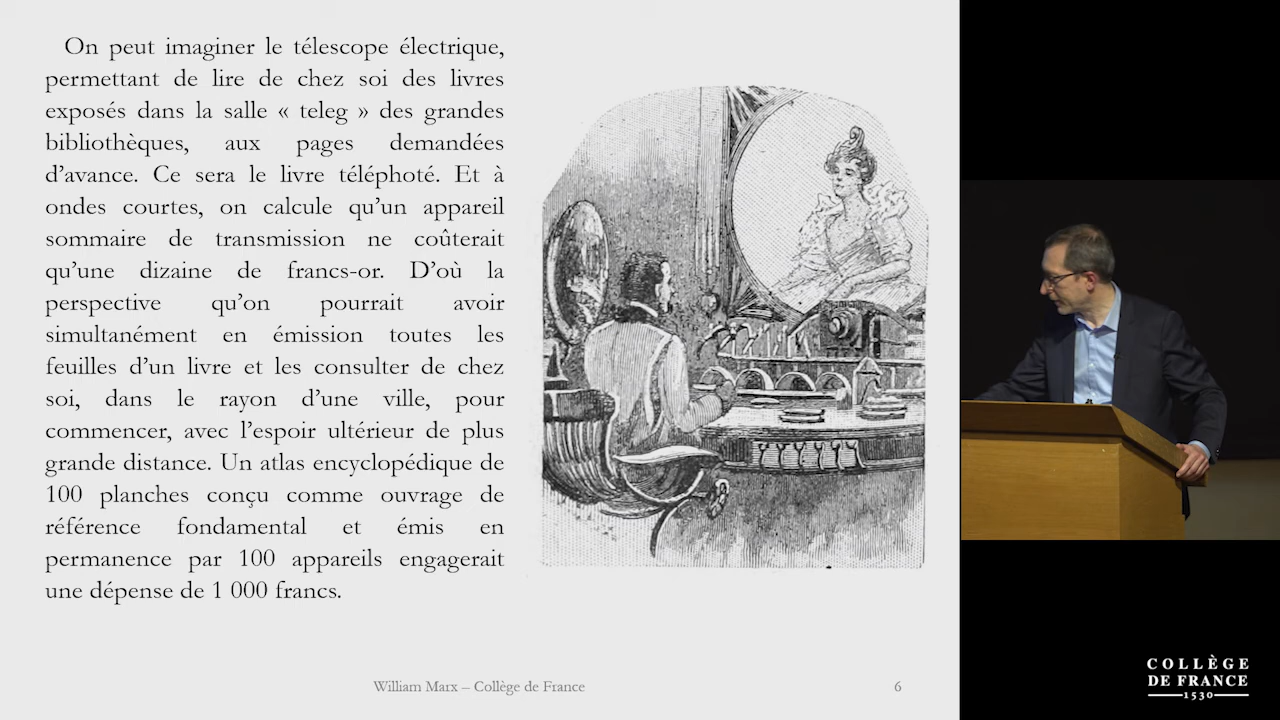 On peut imaginer le télescope électrique,
permettant de lire de chez soi des livres
exposés dans la salle « teleg » des grandes
bibliothèques, aux pages demandées
d’avance. Ce sera le livre téléphoté. Et à
ondes courtes, on calcule qu’un appareil
sommaire de transmission ne coûterait
qu’une dizaine de francs-or. D’où la
perspective qu’on pourrait avoir
simultanément en émission toutes les
feuilles d’un livre et les consulter de chez
soi, dans le rayon d’une ville, pour
commencer, avec l’espoir ultérieur de plus
grande distance. Un atlas encyclopédique de
100 planches conçu comme ouvrage de
référence fondamental et émis en
permanence par 100 appareils engagerait
une dépense de 1 000 francs.
William Marx – Collège de France
6
COLLÈGE
DE FRANCE
1530